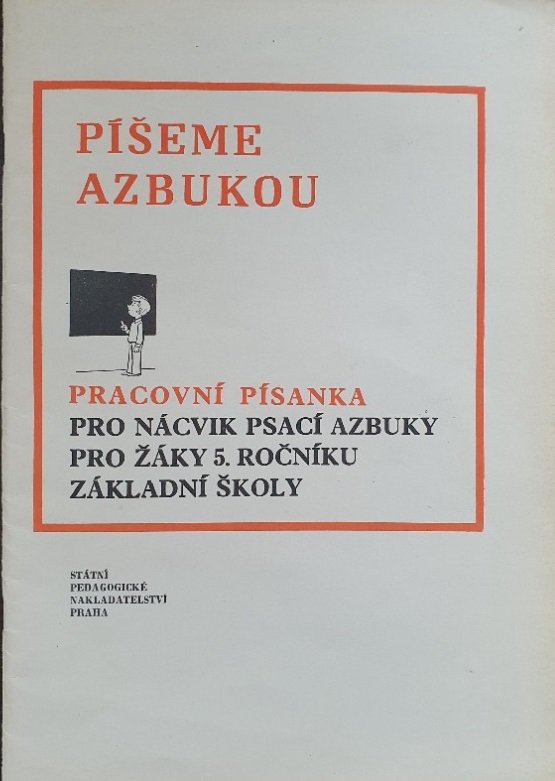 PÍŠEME
AZBUKOU
PRACOVNÍ PÍSANKA
PRO NÁCVIK PSACÍ AZBUKY
PRO ŽÁKY 5. ROČNÍKU
ZÁKLADNÍ ŠKOLY
STÁTNÍ
PEDAGOGICKÉ
NAKLADATELSTVÍ
PRAHA